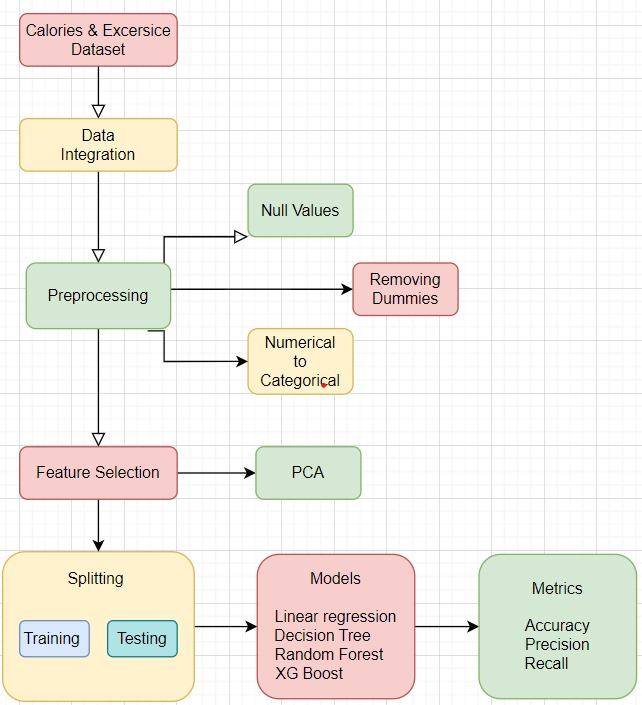 Calories & Excersice
Dataset
Data
Integration
Null Values
Preprocessing
Removing
Dummies
Numerical
to
Categorical
Feature Selection
PCA
Splitting
Training
Testing
Models
Linear regression
Decision Tree
Random Forest
XG Boost
Metrics
Accuracy
Precision
Recall